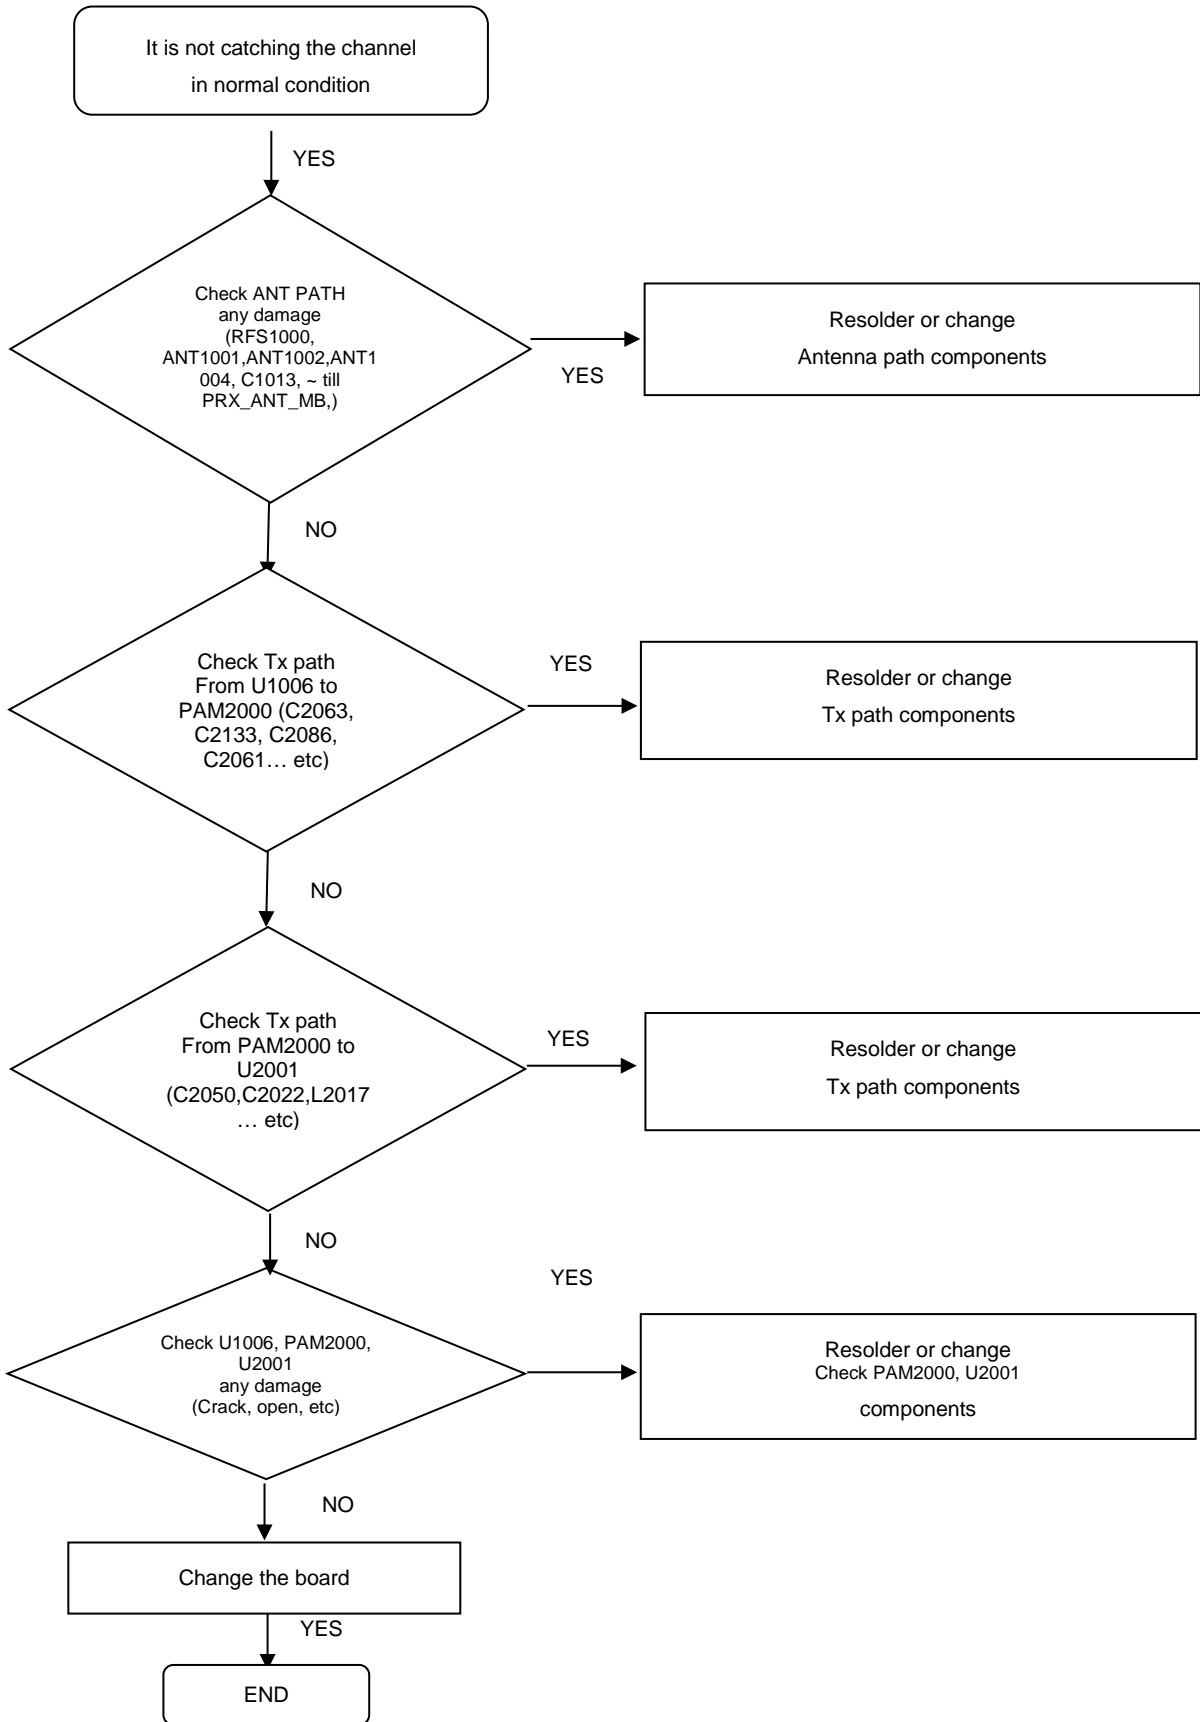 It is not catching the channel
in normal condition
YES
Check ANT PATH
any damage
(RFS1000,
ANT1001,ANT1002,ANT1
004, C1013, ~ till
PRX_ANT_MB,)
YES
Resolder or change
Antenna path components
NO
Check Tx path
From U1006 to
PAM2000 (C2063,
C2133, C2086,
C2061… etc)
YES
Resolder or change
Tx path components
NO
Check Tx path
From PAM2000 to
U2001
(C2050,C2022,L2017
… etc)
YES
Resolder or change
Tx path components
NO
Check U1006, PAM2000,
U2001
any damage
(Crack, open, etc)
YES
Resolder or change
Check PAM2000, U2001
components
NO
Change the board
YES
END